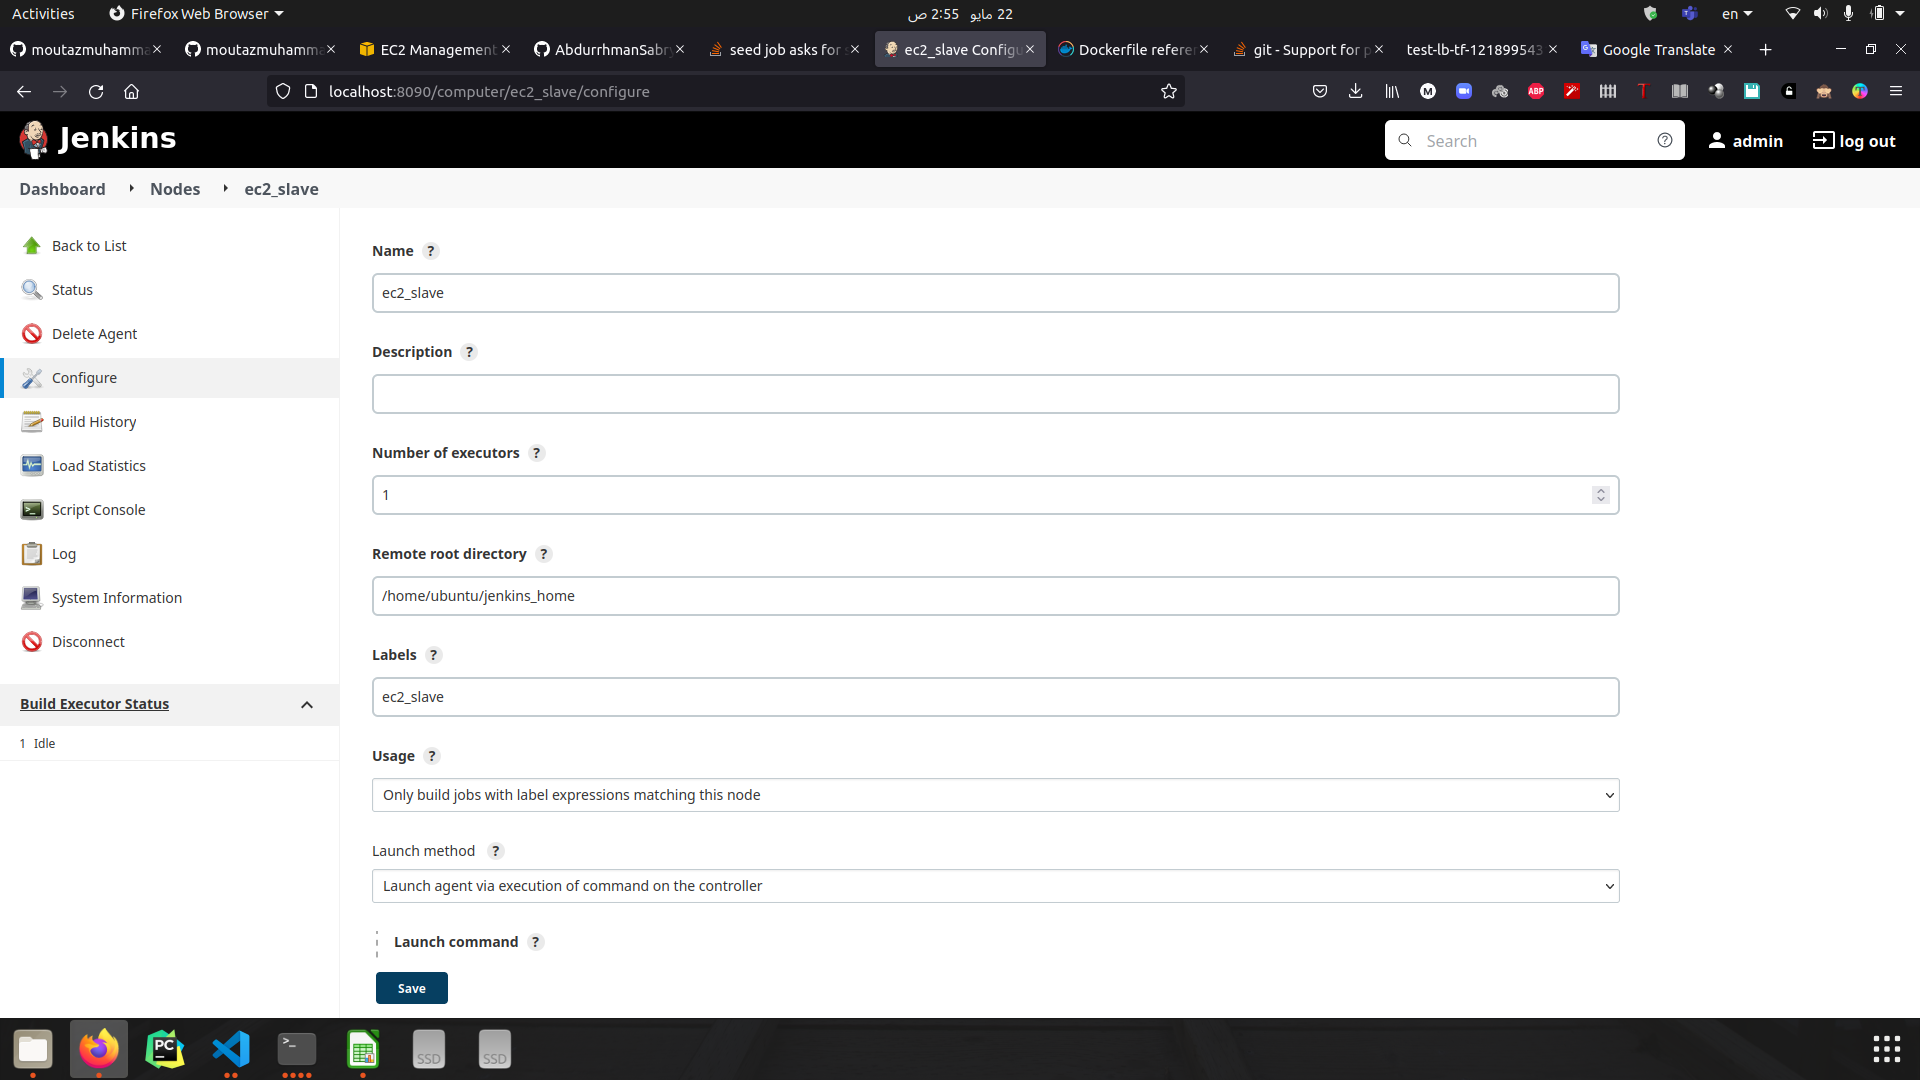 Activities
Firefox Web Browser
22 مايو 2:55 ص
en
moutazmuhamma
moutazmuhamma
EC2 Management
AbdurrhmanSabry
seed job asks for s
ec2_slave Configu
Dockerfile referen
git - Support for p
test-lb-tf-121899543
Google Translate
localhost:8090/computer/ec2_slave/configure
M
ABP
T
Jenkins
Search
admin
log out
Dashboard
Nodes
ec2_slave
Back to List
Status
Delete Agent
Configure
Build History
Load Statistics
Script Console
Log
System Information
Disconnect
Build Executor Status
1 Idle
Name ?
ec2_slave
Description ?
Number of executors ?
1
Remote root directory ?
/home/ubuntu/jenkins_home
Labels ?
ec2_slave
Usage ?
Only build jobs with label expressions matching this node
Launch method ?
Launch agent via execution of command on the controller
Launch command ?
Save
PC
SSD
SSD